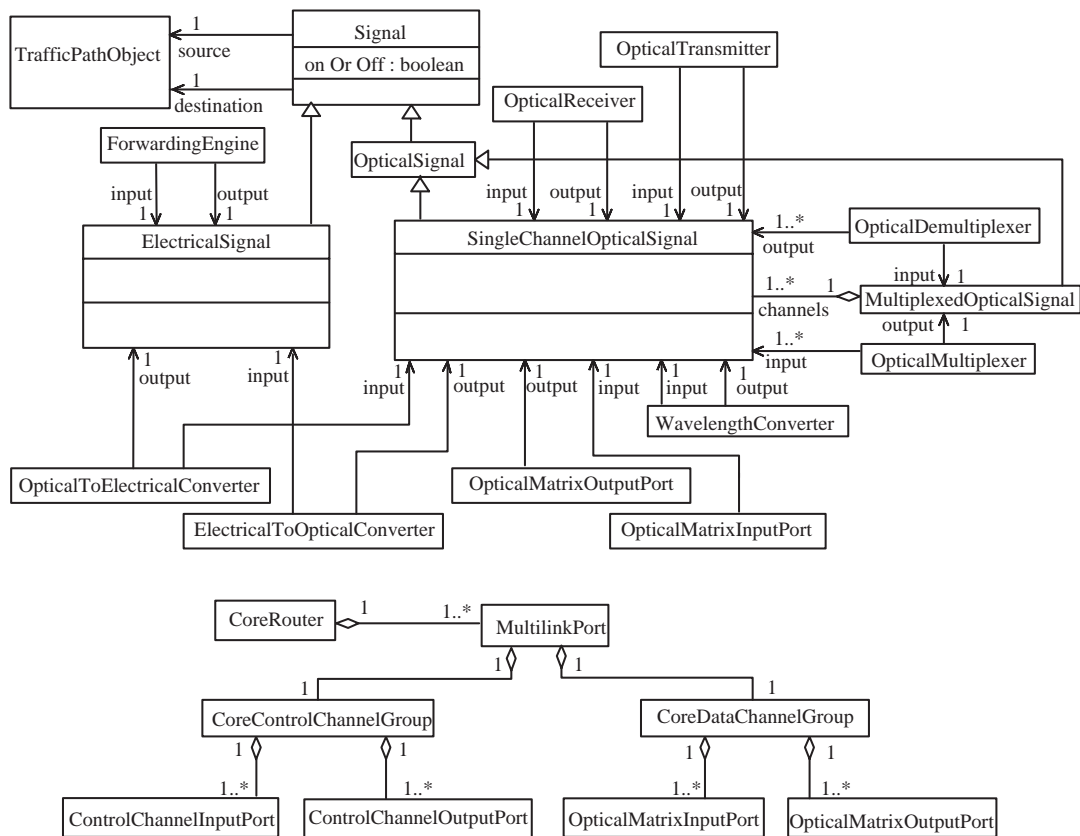 TrafficPathObject
1
source
1
destination
Signal
on Or Off : boolean
OpticalTransmitter
OpticalReceiver
ForwardingEngine
OpticalSignal
input
1
output
1
input
1
output
1
input
1
output
1
ElectricalSignal
SingleChannelOpticalSignal
1..*
output
OpticalDemultiplexer
input
1
1..*
1
channels
MultiplexedOpticalSignal
output
1
1..*
input
OpticalMultiplexer
1
output
1
input
1
input
1
output
1
output
1
input
1
input
1
output
WavelengthConverter
OpticalToElectricalConverter
OpticalMatrixOutputPort
ElectricalToOpticalConverter
OpticalMatrixInputPort
CoreRouter
1
1..*
MultilinkPort
1
1
1
1
CoreControlChannelGroup
CoreDataChannelGroup
1
1
1
1
1..*
1..*
1..*
1..*
ControlChannelInputPort
ControlChannelOutputPort
OpticalMatrixInputPort
OpticalMatrixOutputPort